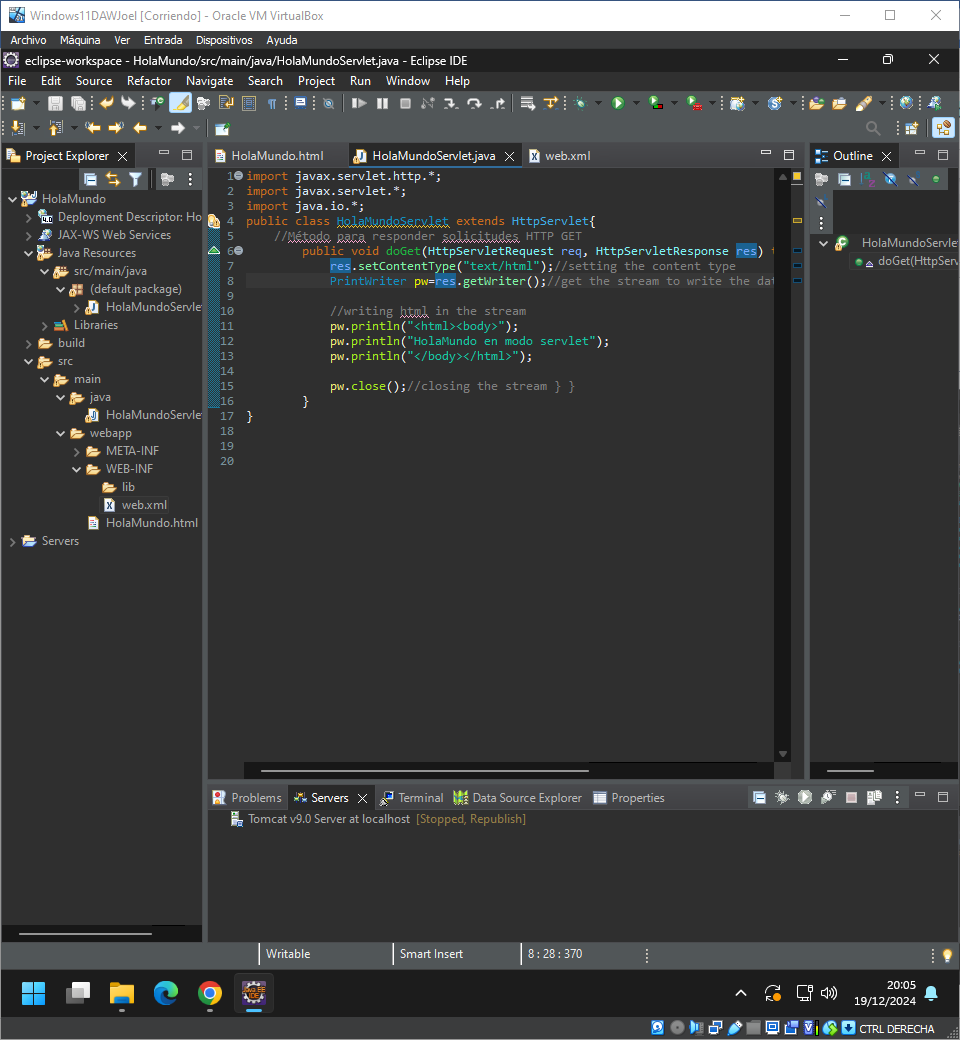 Windows11DAWJoel [Corriendo] - Oracle VM VirtualBox
Archivo Máquina Ver Entrada Dispositivos Ayuda
eclipse-workspace - HolaMundo/src/main/java/HolaMundoServlet.java - Eclipse IDE
File Edit Source Refactor Navigate Search Project Run Window Help
Project Explorer
HolaMundo
Deployment Descriptor: Ho
JAX-WS Web Services
Java Resources
src/main/java
(default package)
HolaMundoServle
Libraries
build
src
main
java
HolaMundoServle
webapp
META-INF
WEB-INF
lib
web.xml
HolaMundo.html
Servers
HolaMundo.html HolaMundoServlet.java web.xml
1 import javax.servlet.http.*;
2 import javax.servlet.*;
3 import java.io.*;
4 public class HolaMundoServlet extends HttpServlet{
5 //Método para responder solicitudes HTTP GET
6 public void doGet(HttpServletRequest req, HttpServletResponse res)
7 res.setContentType("text/html");//setting the content type
8 PrintWriter pw=res.getWriter();//get the stream to write the dat
9
10 //writing html in the stream
11 pw.println("<html><body>");
12 pw.println("HolaMundo en modo servlet");
13 pw.println("</body></html>");
14
15 pw.close();//closing the stream } }
16 }
17 }
18
19
20
Outline
HolaMundoServle
doGet(HttpServ
Problems Servers Terminal Data Source Explorer Properties
Tomcat v9.0 Server at localhost [Stopped, Republish]
Writable Smart Insert 8 : 28 : 370
20:05
19/12/2024
CTRL DERECHA